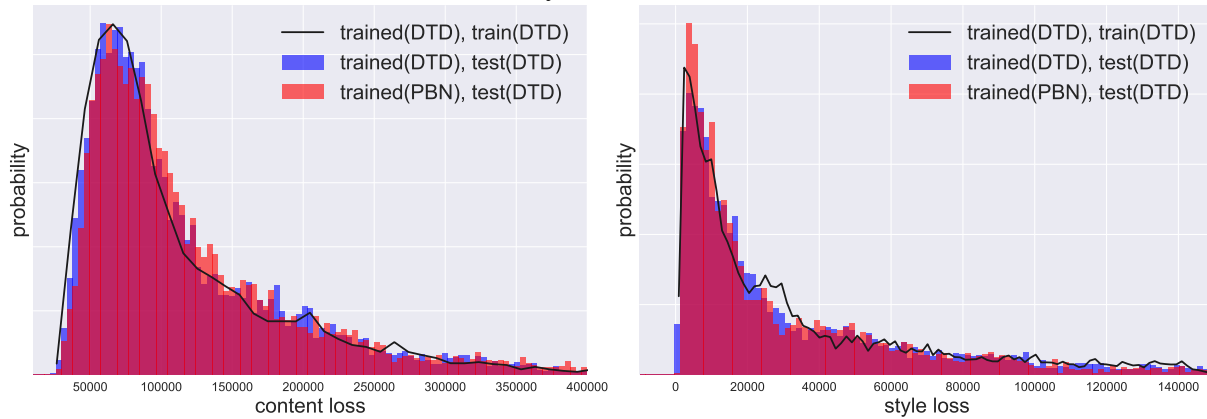 trained(DTD), train(DTD)
trained(DTD), test(DTD)
trained(PBN), test(DTD)
probability
50000 100000 150000 200000 250000 300000 350000 400000
content loss
trained(DTD), train(DTD)
trained(DTD), test(DTD)
trained(PBN), test(DTD)
probability
0 20000 40000 60000 80000 100000 120000 140000
style loss